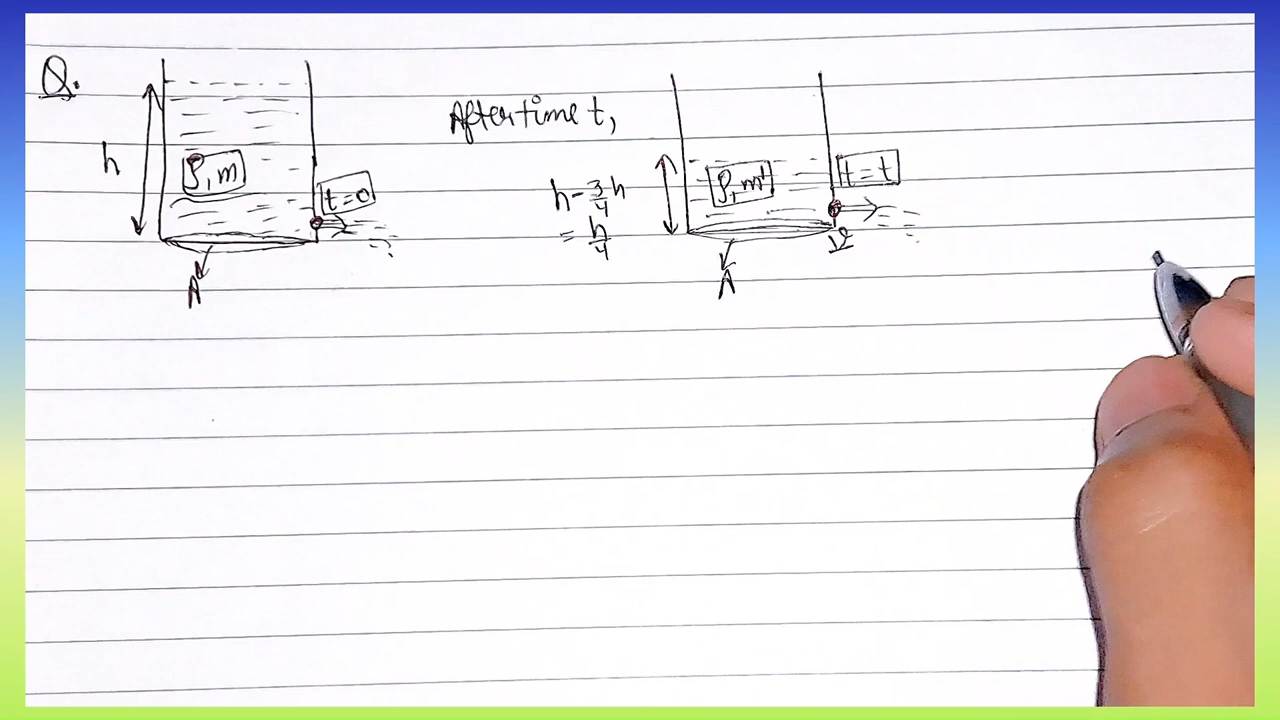 Q.
h
ρ, m
t=0
A
After time t,
h - 3/4 h
= h/4
ρ, m'
t=t
v
A